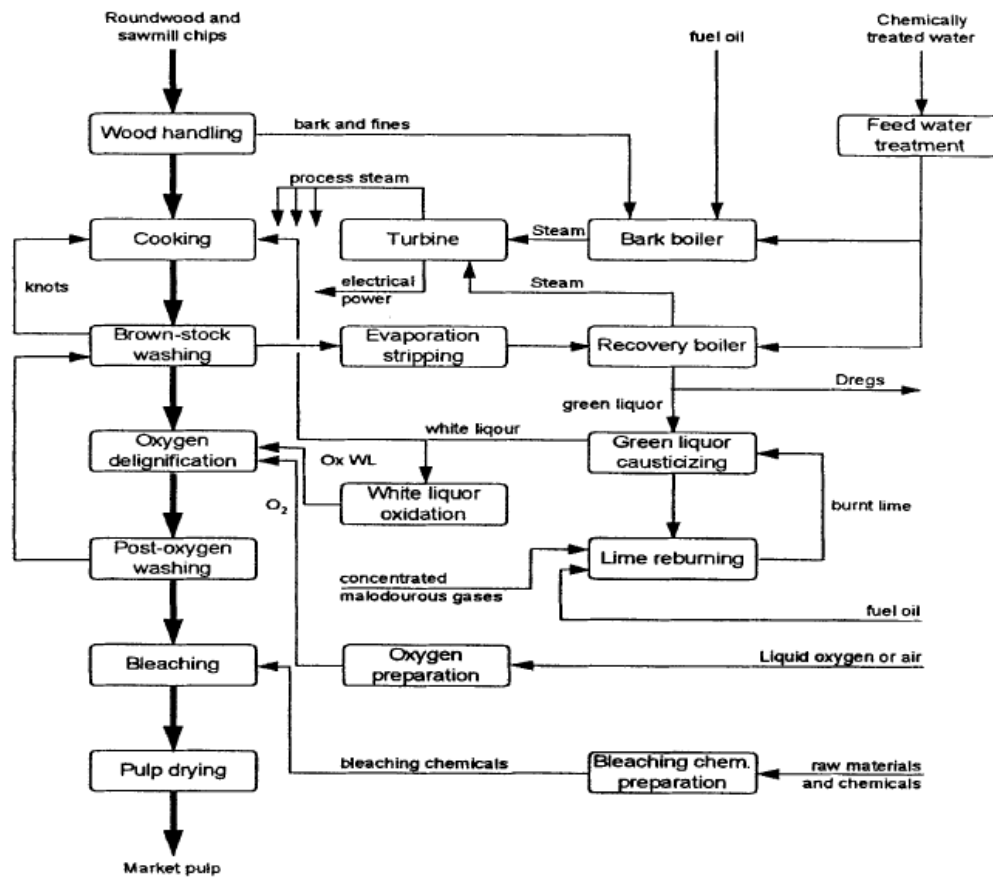 Roundwood and
sawmill chips
fuel oil
Chemically
treated water
Wood handling
bark and fines
Feed water
treatment
process steam
Cooking
Turbine
Steam
Bark boiler
knots
electrical
power
Steam
Brown-stock
washing
Evaporation
stripping
Recovery boiler
Dregs
green liquor
white liqour
Oxygen
delignification
Ox WL
Green liquor
causticizing
White liquor
oxidation
O₂
burnt lime
Post-oxygen
washing
Lime reburning
concentrated
malodourous gases
fuel oil
Bleaching
Oxygen
preparation
Liquid oxygen or air
Pulp drying
bleaching chemicals
Bleaching chem.
preparation
raw materials
and chemicals
Market pulp